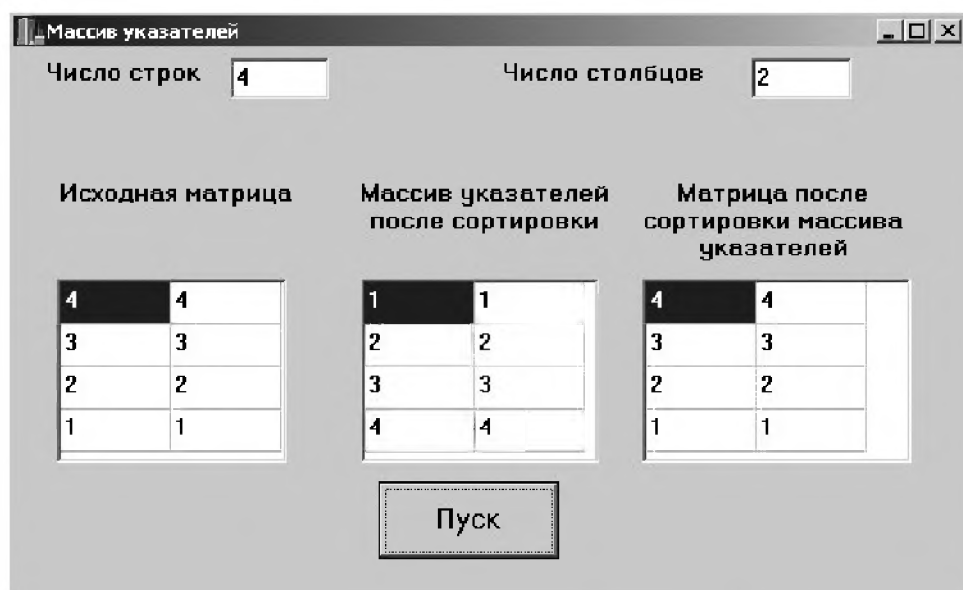 Массив указателей
Число строк 4 Число столбцов 2
Исходная матрица
Массив указателей
после сортировки
Матрица после
сортировки массива
указателей
4 4
3 3
2 2
1 1
1 1
2 2
3 3
4 4
4 4
3 3
2 2
1 1
Пуск